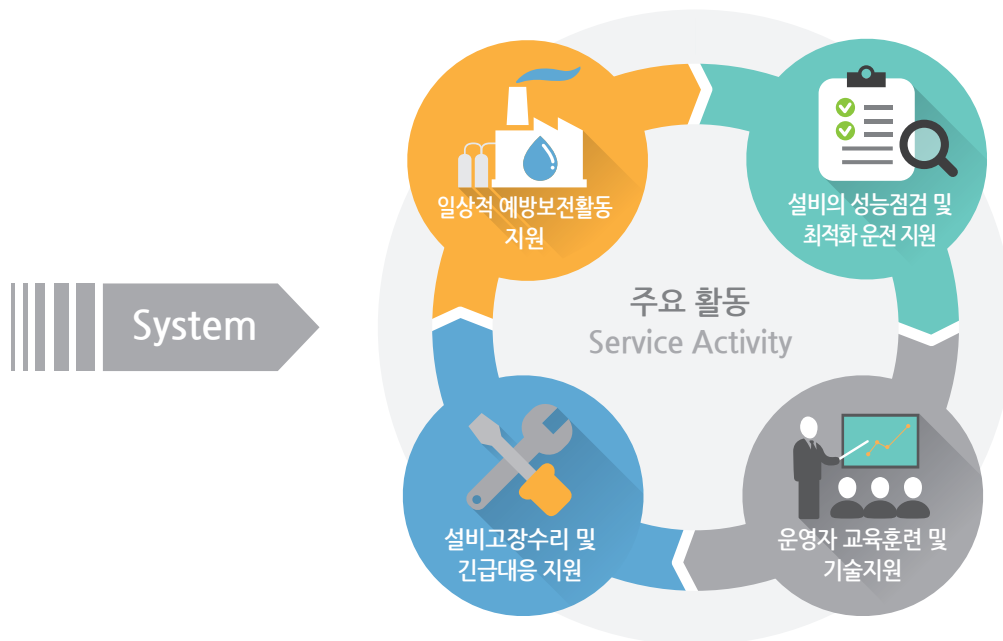 System
일상적 예방보전활동
지원
설비의 성능점검 및
최적화 운전 지원
주요 활동
Service Activity
설비고장수리 및
긴급대응 지원
운영자 교육훈련 및
기술지원